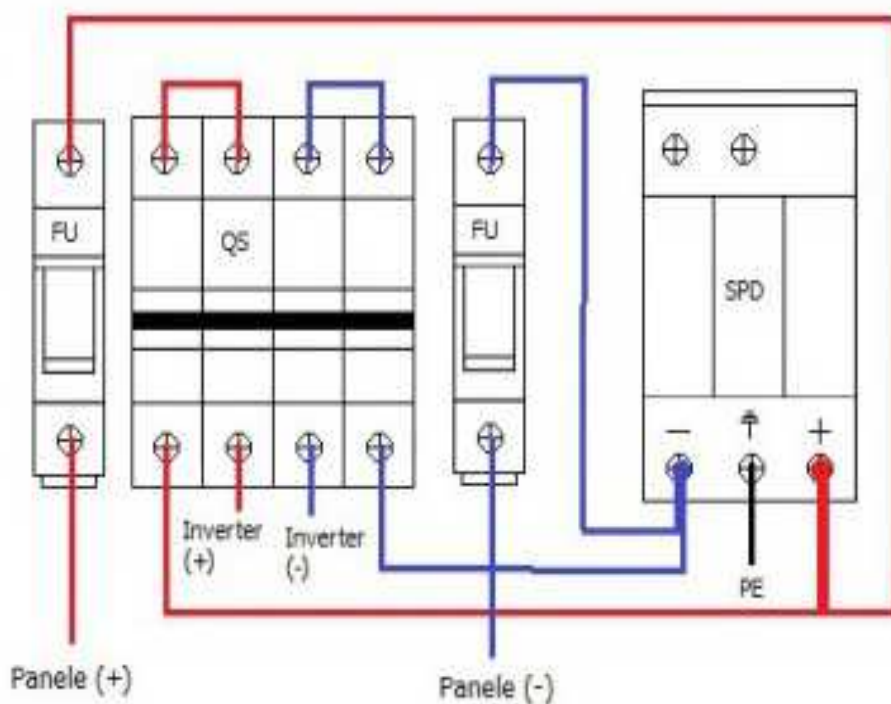 FU
QS
FU
SPD
− +
Inverter
(+)
Inverter
(-)
PE
Panele (+)
Panele (-)